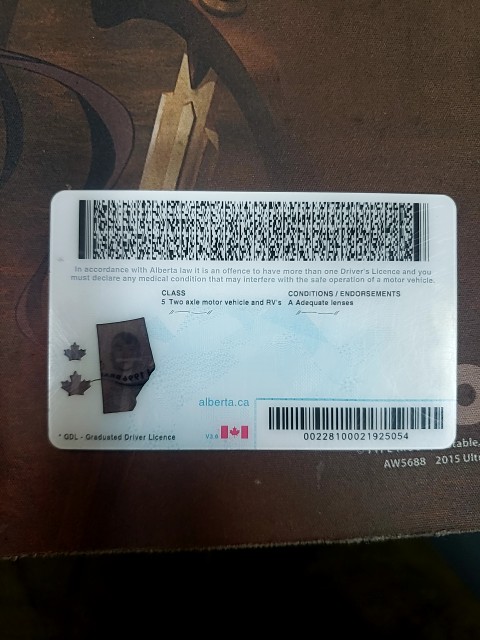 In accordance with Alberta law it is an offence to have more than one Driver's Licence and you
must declare any medical condition that may interfere with the safe operation of a motor vehicle.
CLASS
5 Two axle motor vehicle and RV's
CONDITIONS / ENDORSEMENTS
A Adequate lenses
alberta.ca
* GDL - Graduated Driver Licence
V2.6
00228100021925054
table,
AW5688 2015 Ultr